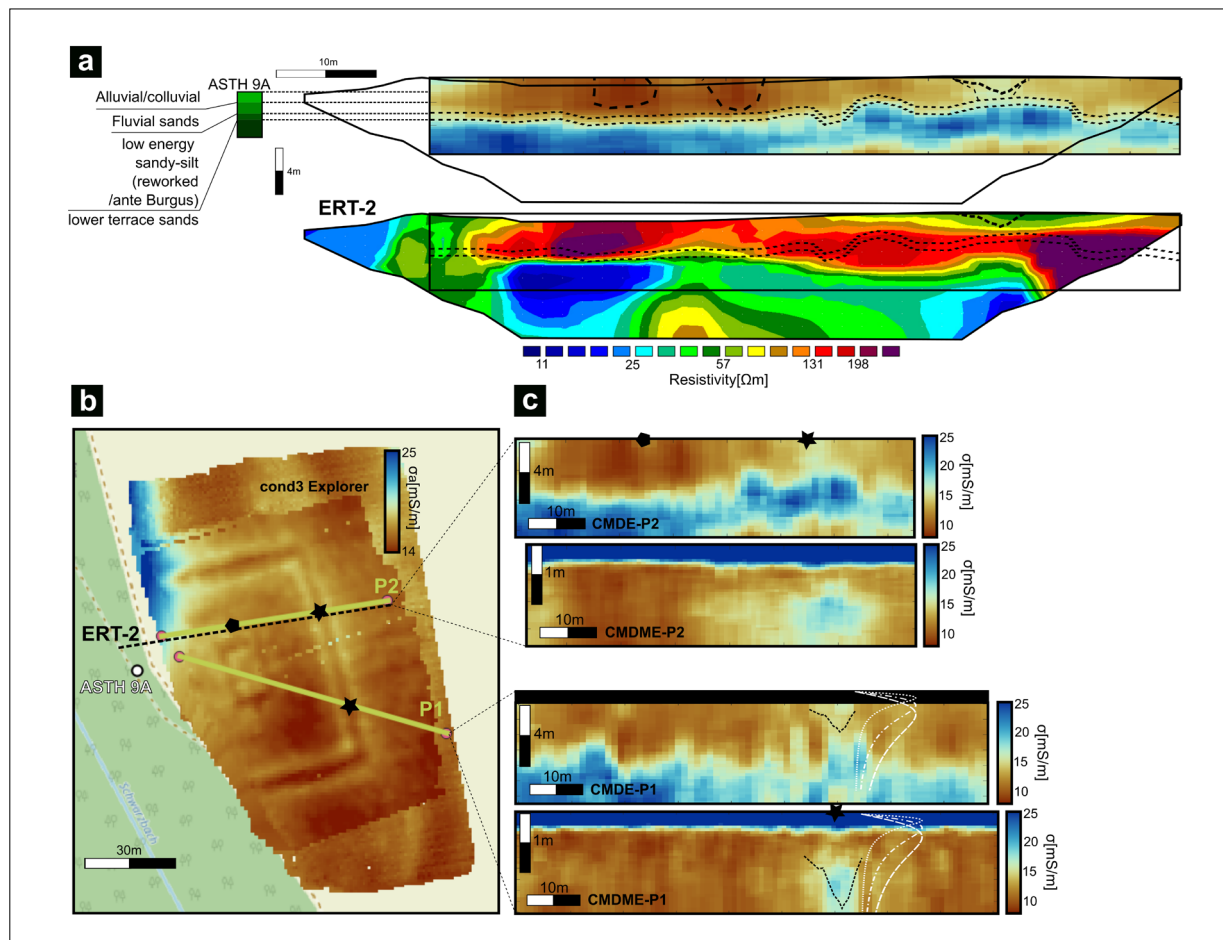 a
10m
ASTH 9A
Alluvial/colluvial
Fluvial sands
low energy
sandy-silt
(reworked
/ante Burgus)
lower terrace sands
4m
ERT-2
11
25
57
131
198
Resistivity[Ωm]
b
cond3 Explorer
25
σa[mS/m]
14
P2
ERT-2
ASTH 9A
P1
Schwarzbach
30m
c
4m
10m
CMDE-P2
25
20
15
10
σ[mS/m]
1m
10m
CMDME-P2
25
20
15
10
σ[mS/m]
4m
10m
CMDE-P1
25
20
15
10
σ[mS/m]
1m
10m
CMDME-P1
25
20
15
10
σ[mS/m]